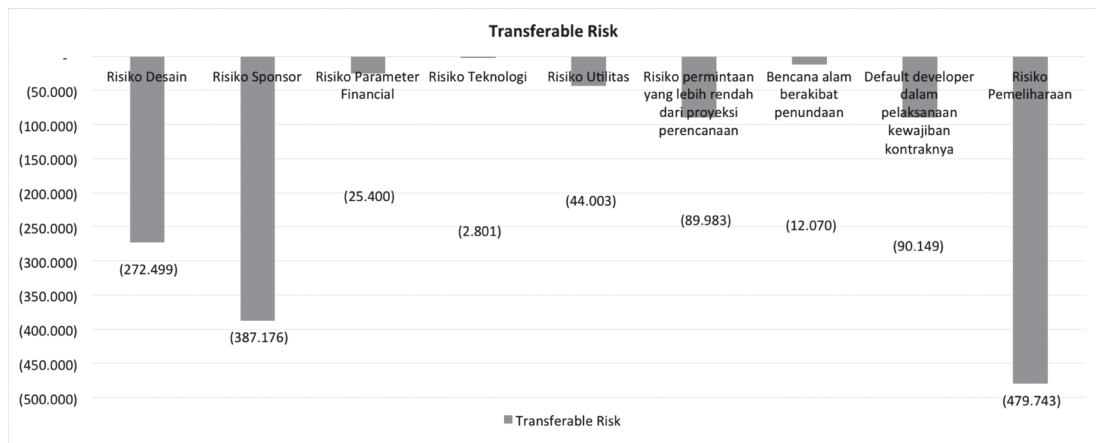 Transferable Risk
-
(50.000)
(100.000)
(150.000)
(200.000)
(250.000)
(300.000)
(350.000)
(400.000)
(450.000)
(500.000)
Risiko Desain
Risiko Sponsor
Risiko Parameter
Financial
Risiko Teknologi
Risiko Utilitas
Risiko permintaan
yang lebih rendah
dari proyeksi
perencanaan
Bencana alam
berakibat
penundaan
Default developer
dalam
pelaksanaan
kewajiban
kontraknya
Risiko
Pemeliharaan
(272.499)
(387.176)
(25.400)
(2.801)
(44.003)
(89.983)
(12.070)
(90.149)
(479.743)
Transferable Risk